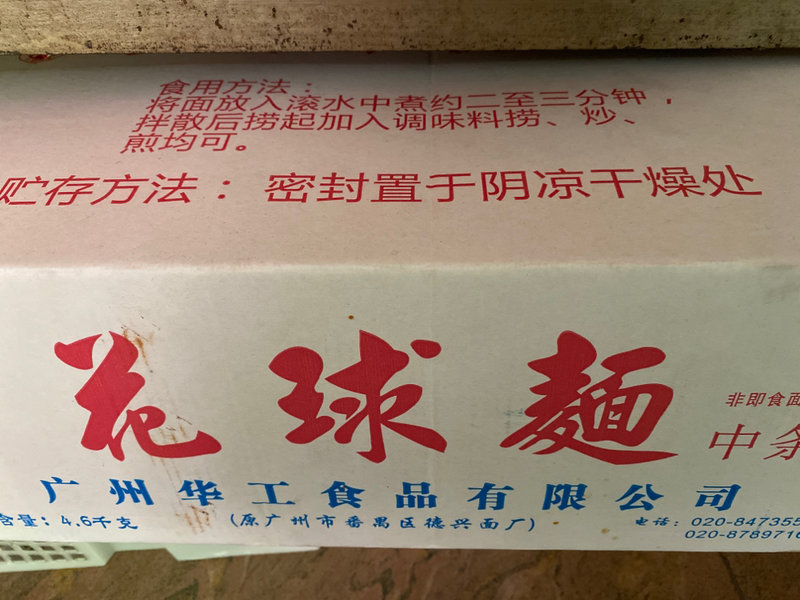 食用方法：
将面放入滚水中煮约二至三分钟，
拌散后捞起加入调味料捞、炒、
煎均可。
贮存方法：密封置于阴凉干燥处
花球麵
非即食面
中条
广州华工食品有限公司
含量：4.6千克
(原广州市番禺区德兴面厂)
电话：020-847355
020-8789716